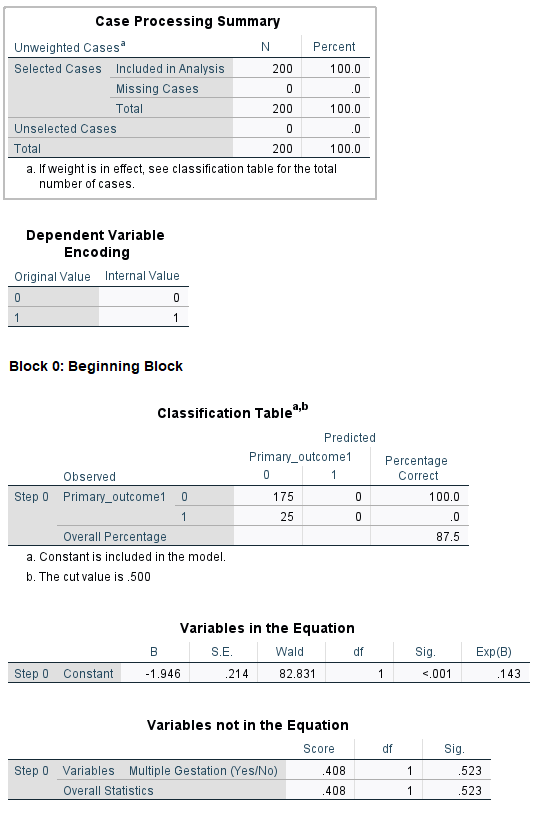 Case Processing Summary
Unweighted Casesa N Percent
Selected Cases Included in Analysis 200 100.0
Missing Cases 0 .0
Total 200 100.0
Unselected Cases 0 .0
Total 200 100.0
a. If weight is in effect, see classification table for the total
number of cases.
Dependent Variable
Encoding
Original Value Internal Value
0 0
1 1
Block 0: Beginning Block
Classification Tablea,b
Predicted
Primary_outcome1 Percentage
Observed 0 1 Correct
Step 0 Primary_outcome1 0 175 0 100.0
1 25 0 .0
Overall Percentage 87.5
a. Constant is included in the model.
b. The cut value is .500
Variables in the Equation
B S.E. Wald df Sig. Exp(B)
Step 0 Constant -1.946 .214 82.831 1 <.001 .143
Variables not in the Equation
Score df Sig.
Step 0 Variables Multiple Gestation (Yes/No) .408 1 .523
Overall Statistics .408 1 .523